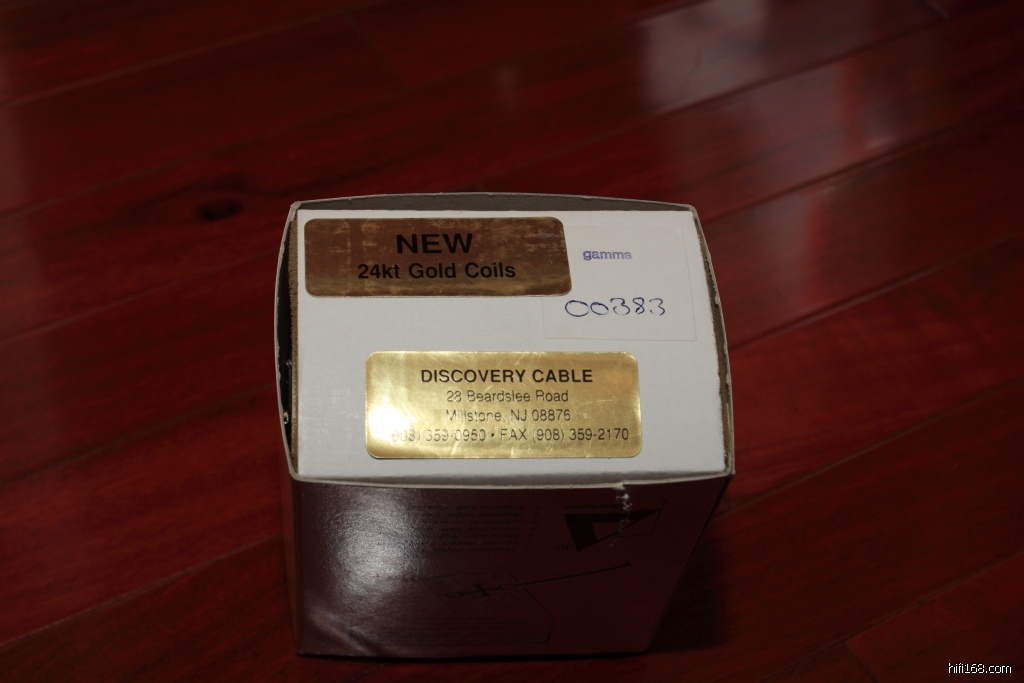 NEW
24kt Gold Coils
gamma
00383
DISCOVERY CABLE
28 Beardslee Road
Millstone, NJ 08876
(908) 359-0950 • FAX (908) 359-2170
hifi168.com